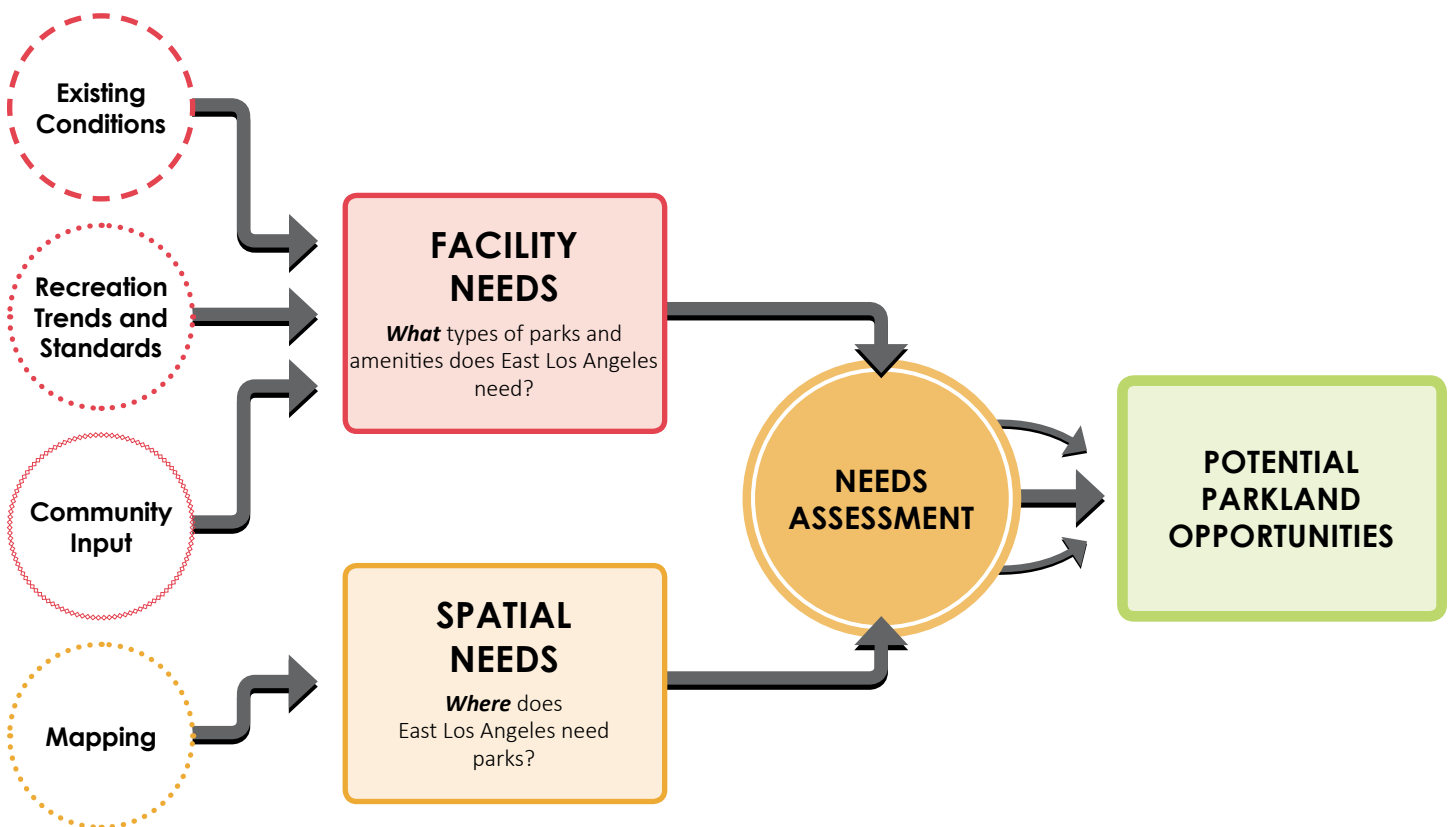 Existing
Conditions
Recreation
Trends and
Standards
Community
Input
Mapping
FACILITY
NEEDS
What types of parks and
amenities does East Los Angeles
need?
SPATIAL
NEEDS
Where does
East Los Angeles need
parks?
NEEDS
ASSESSMENT
POTENTIAL
PARKLAND
OPPORTUNITIES